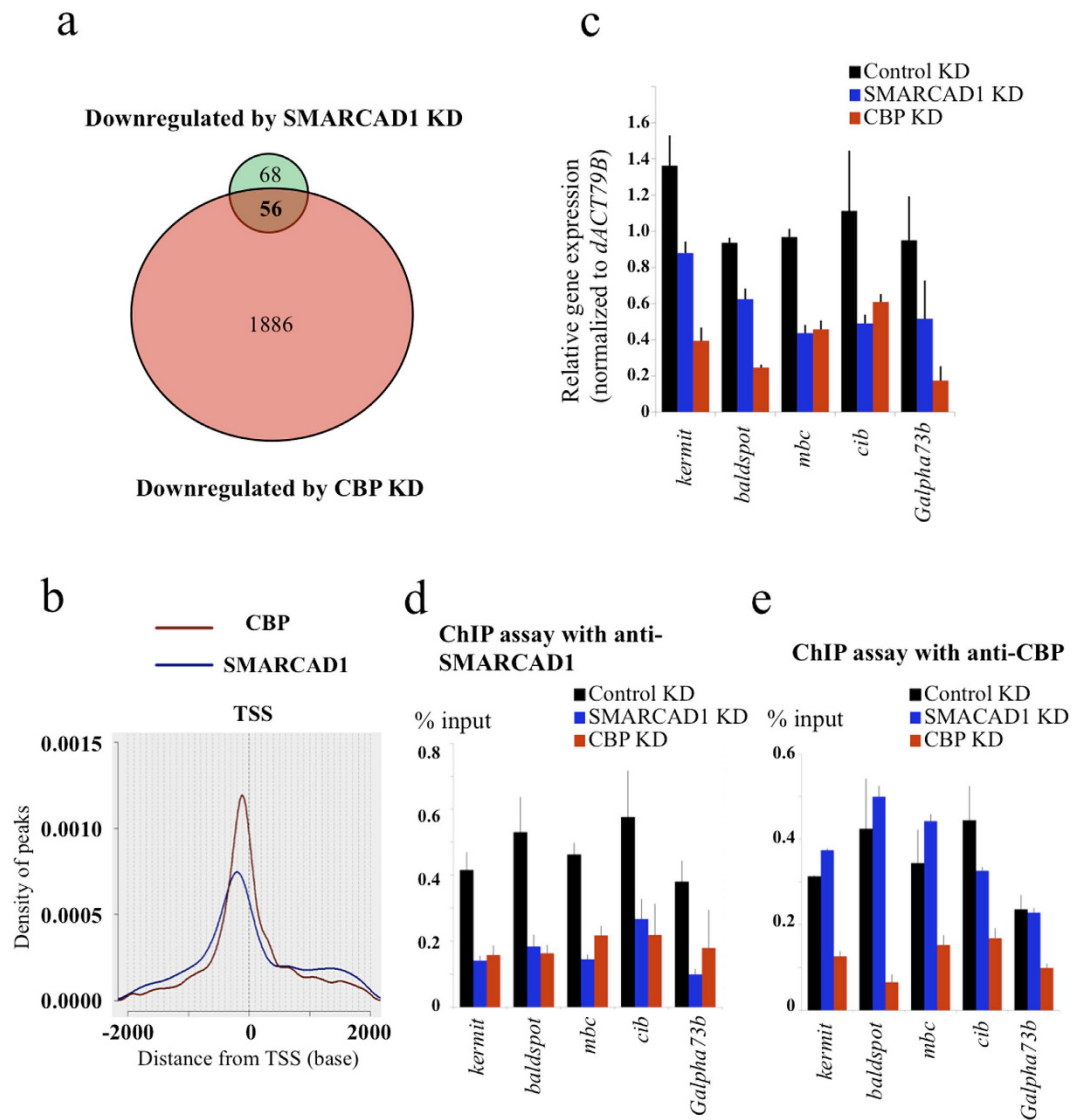 a
Downregulated by SMARCAD1 KD
68
56
1886
Downregulated by CBP KD
c
Control KD
SMARCAD1 KD
CBP KD
Relative gene expression
(normalized to dACT79B)
1.6
1.4
1.2
1.0
0.8
0.6
0.4
0.2
0
kermit
baldspot
mbc
cib
Galpha73b
b
CBP
SMARCAD1
TSS
Density of peaks
0.0015
0.0010
0.0005
0.0000
-2000
0
2000
Distance from TSS (base)
d
ChIP assay with anti-
SMARCAD1
Control KD
SMARCAD1 KD
CBP KD
% input
0.8
0.6
0.4
0.2
0
kermit
baldspot
mbc
cib
Galpha73b
e
ChIP assay with anti-CBP
Control KD
SMACAD1 KD
CBP KD
% input
0.6
0.4
0.2
0
kermit
baldspot
mbc
cib
Galpha73b